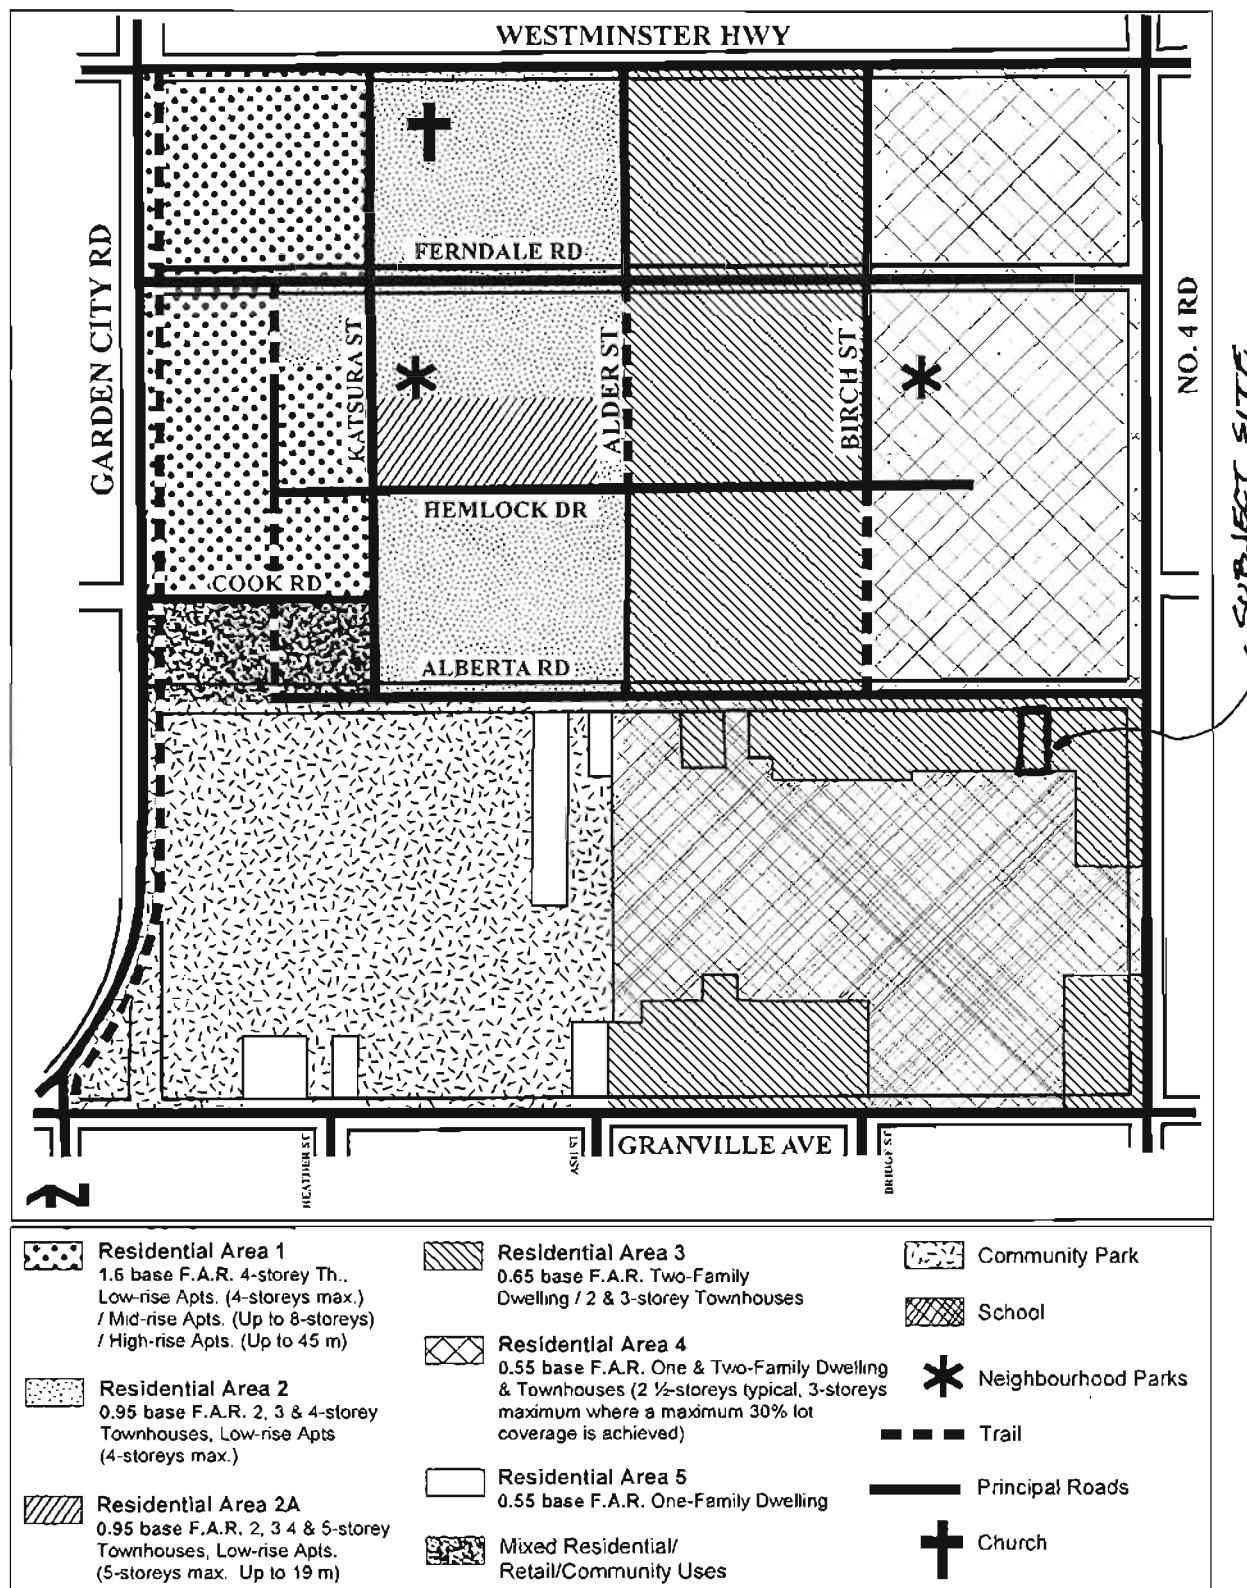 WESTMINSTER HWY
FERNDALE RD
GARDEN CITY RD
KATSURA ST
ALDER ST
BIRCH ST
NO. 4 RD
SUBJECT SITE
HEMLOCK DR
COOK RD
ALBERTA RD
GRANVILLE AVE
HEATHER ST
ASH ST
BRIDGE ST
Z
Residential Area 1
1.6 base F.A.R. 4-storey Th.,
Low-rise Apts. (4-storeys max.)
/ Mid-rise Apts. (Up to 8-storeys)
/ High-rise Apts. (Up to 45 m)
Residential Area 2
0.95 base F.A.R. 2, 3 & 4-storey
Townhouses, Low-rise Apts
(4-storeys max.)
Residential Area 2A
0.95 base F.A.R. 2, 3 4 & 5-storey
Townhouses, Low-rise Apts.
(5-storeys max. Up to 19 m)
Residential Area 3
0.65 base F.A.R. Two-Family
Dwelling / 2 & 3-storey Townhouses
Residential Area 4
0.55 base F.A.R. One & Two-Family Dwelling
& Townhouses (2 ½-storeys typical, 3-storeys
maximum where a maximum 30% lot
coverage is achieved)
Residential Area 5
0.55 base F.A.R. One-Family Dwelling
Mixed Residential/
Retail/Community Uses
Community Park
School
Neighbourhood Parks
Trail
Principal Roads
Church